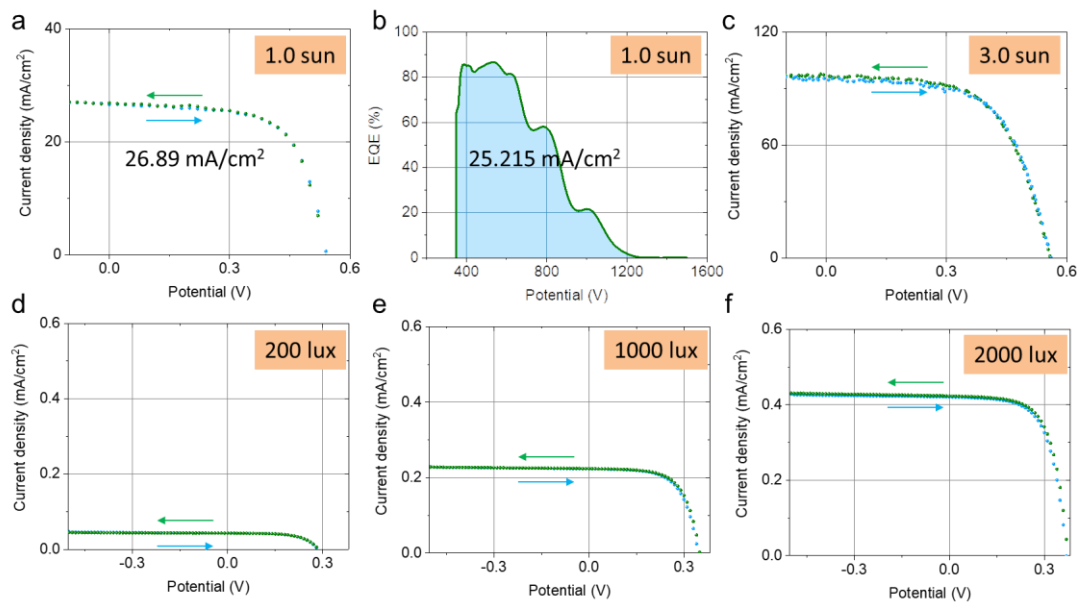 a
Current density (mA/cm²)
40
20
0
0.0
0.3
0.6
Potential (V)
1.0 sun
26.89 mA/cm²
b
EQE (%)
100
80
60
40
20
0
400
800
1200
1600
Potential (V)
1.0 sun
25.215 mA/cm²
c
Current density (mA/cm²)
120
60
0
0.0
0.3
0.6
Potential (V)
3.0 sun
d
Current density (mA/cm²)
0.6
0.4
0.2
0.0
-0.3
0.0
0.3
Potential (V)
200 lux
e
Current density (mA/cm²)
0.6
0.4
0.2
0.0
-0.3
0.0
0.3
Potential (V)
1000 lux
f
Current density (mA/cm²)
0.6
0.4
0.2
0.0
-0.3
0.0
0.3
Potential (V)
2000 lux